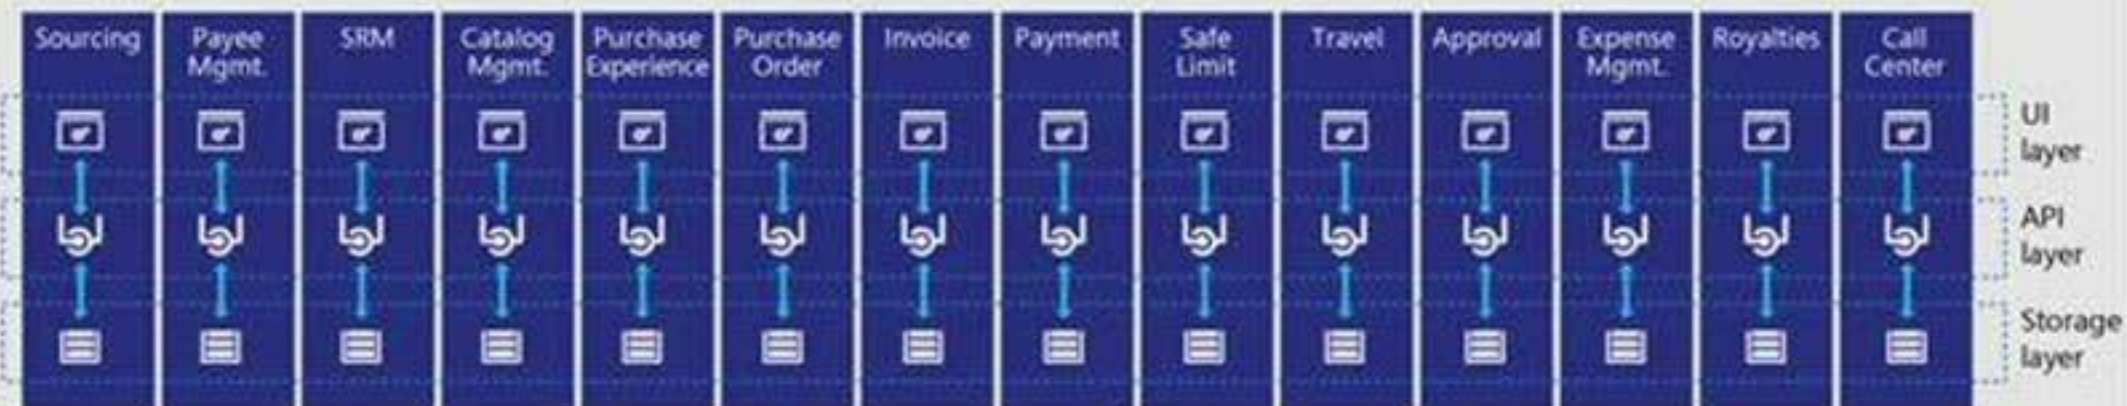 Sourcing
Payee
Mgmt.
SRM
Catalog
Mgmt.
Purchase
Experience
Purchase
Order
Invoice
Payment
Safe
Limit
Travel
Approval
Expense
Mgmt.
Royalties
Call
Center
UI
layer
API
layer
Storage
layer